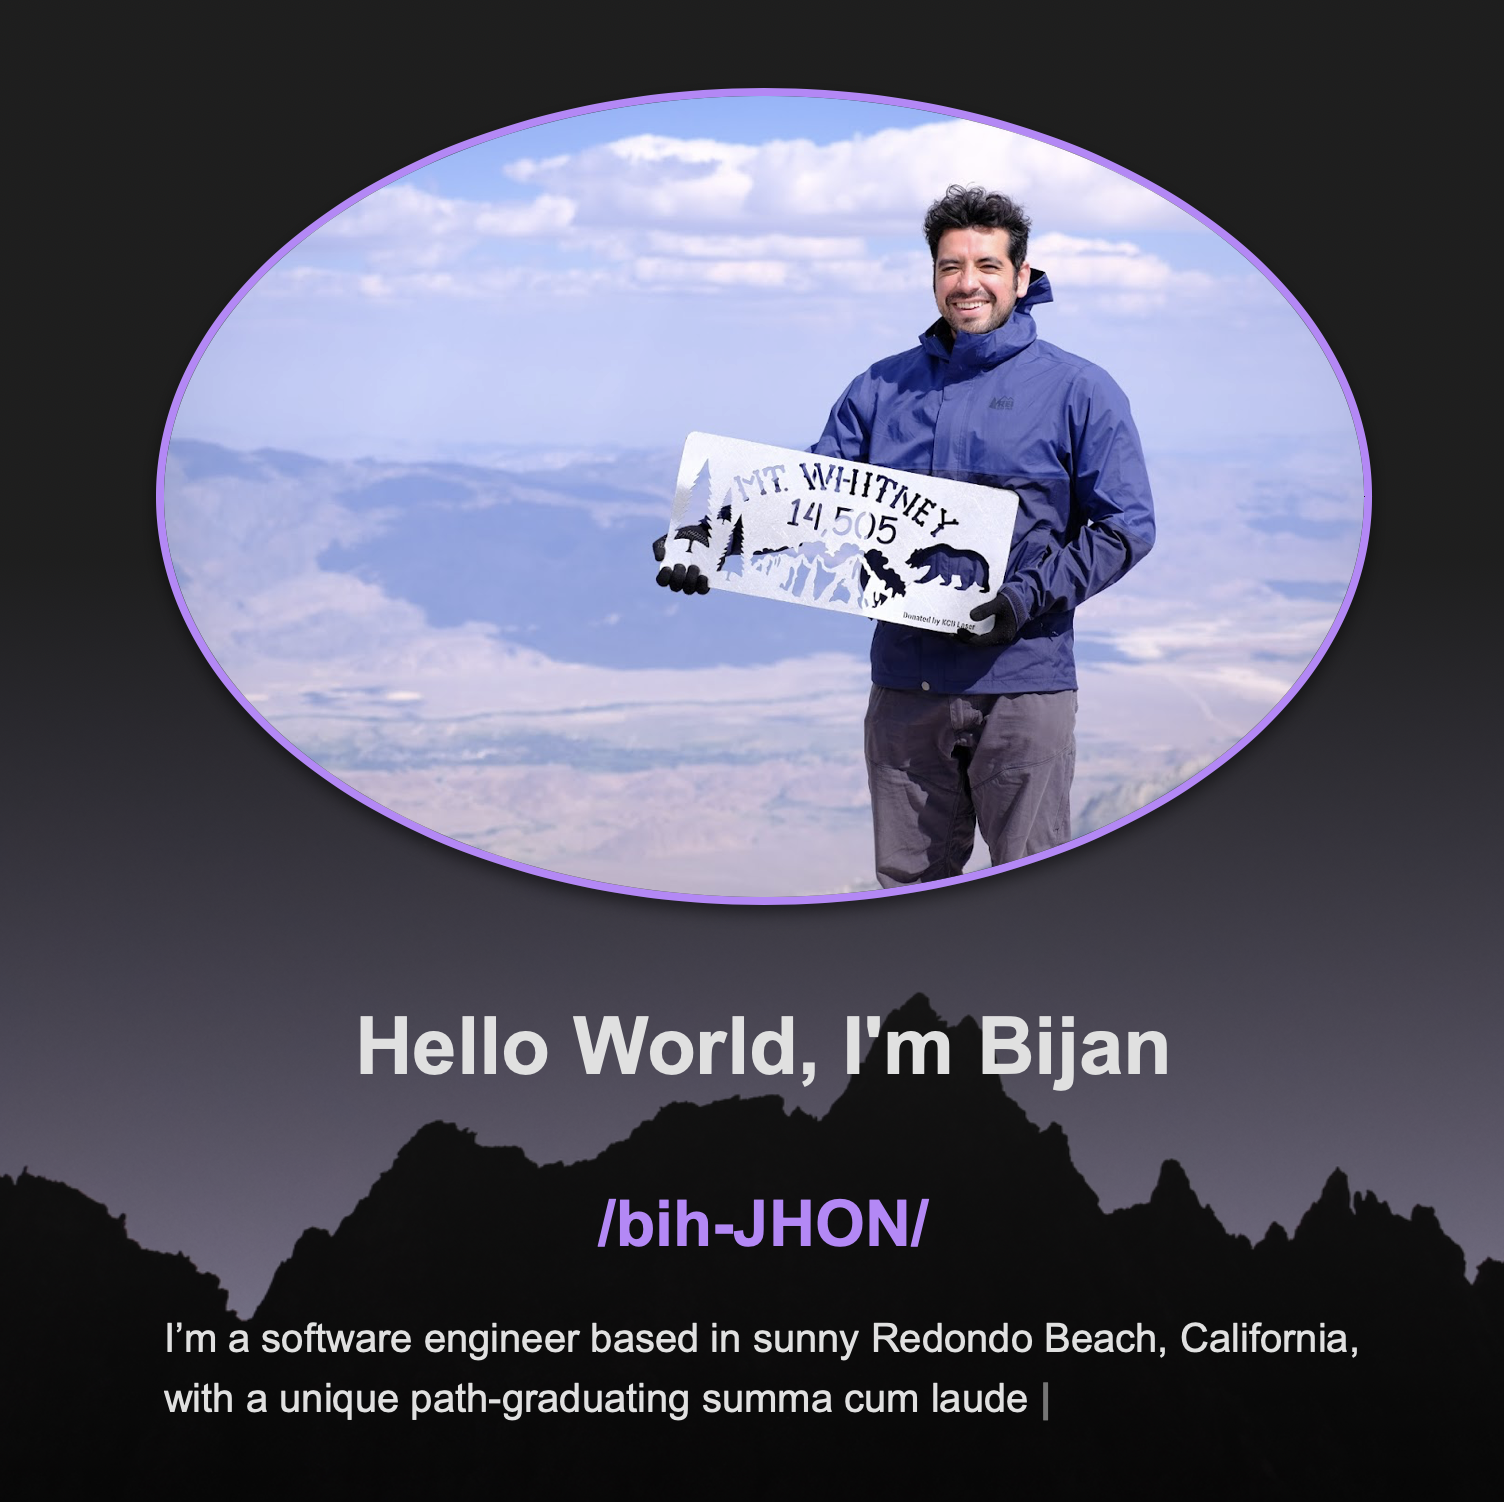 MT. WHITNEY
14,505
Donated by KCB Laser
Hello World, I'm Bijan
/bih-JHON/
I’m a software engineer based in sunny Redondo Beach, California,
with a unique path-graduating summa cum laude